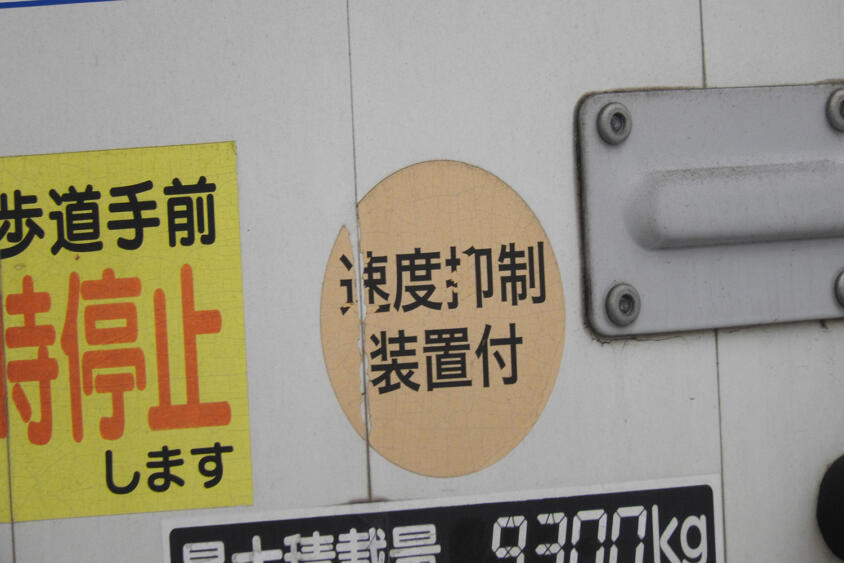 歩道手前
時停止
します
速度抑制
装置付
最大積載量 9300kg